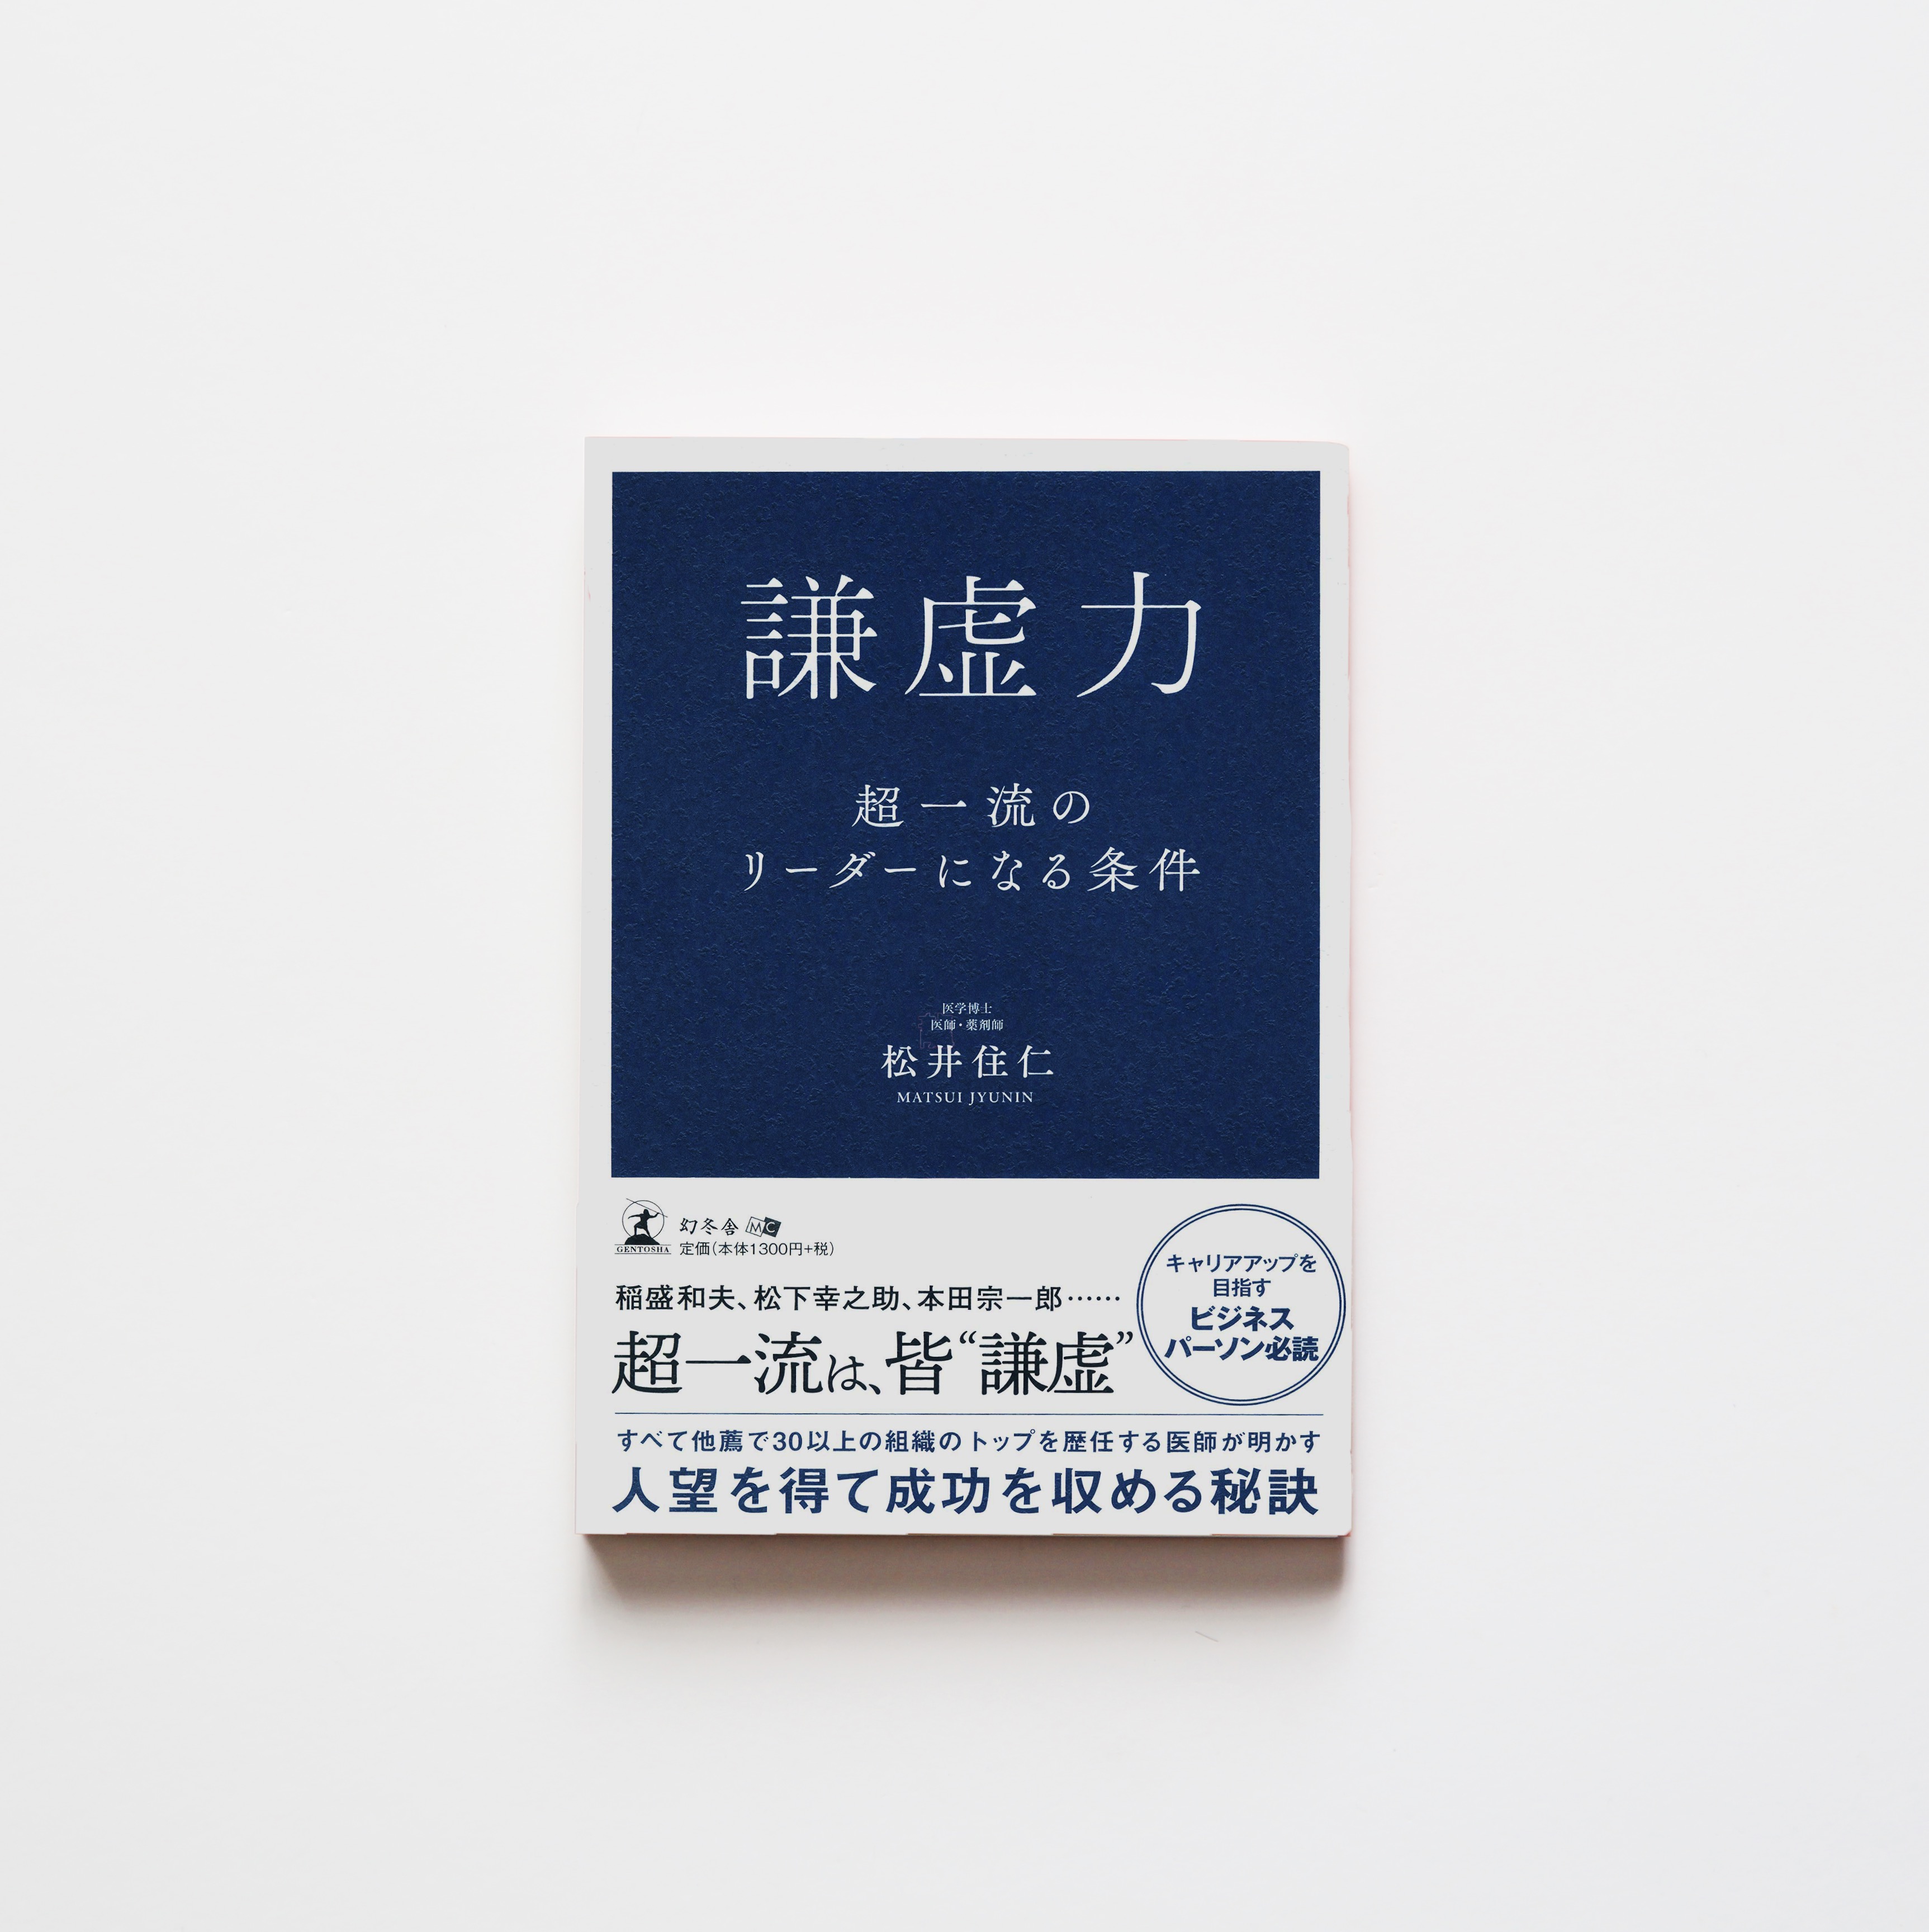 謙虚力
超一流の
リーダーになる条件
医学博士
医師・薬剤師
松井住仁
MATSUI JYUNIN
幻冬舎 MC
GENTOSHA
定価(本体1300円+税)
稲盛和夫、松下幸之助、本田宗一郎……
超一流は、皆“謙虚”
キャリアアップを
目指す
ビジネス
パーソン必読
すべて他薦で30以上の組織のトップを歴任する医師が明かす
人望を得て成功を収める秘訣